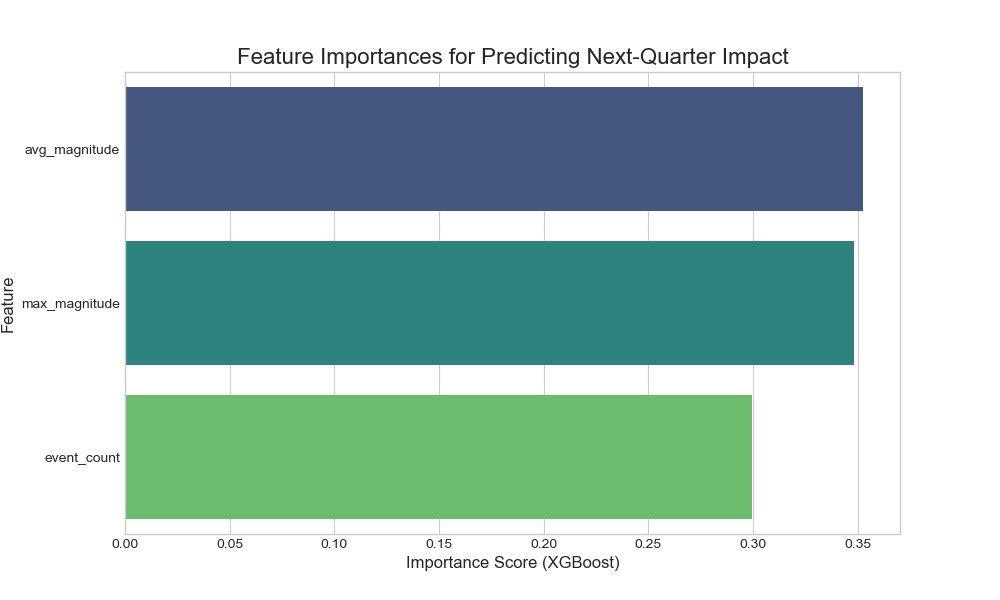 Feature Importances for Predicting Next-Quarter Impact
Feature
avg_magnitude
max_magnitude
event_count
0.00 0.05 0.10 0.15 0.20 0.25 0.30 0.35
Importance Score (XGBoost)